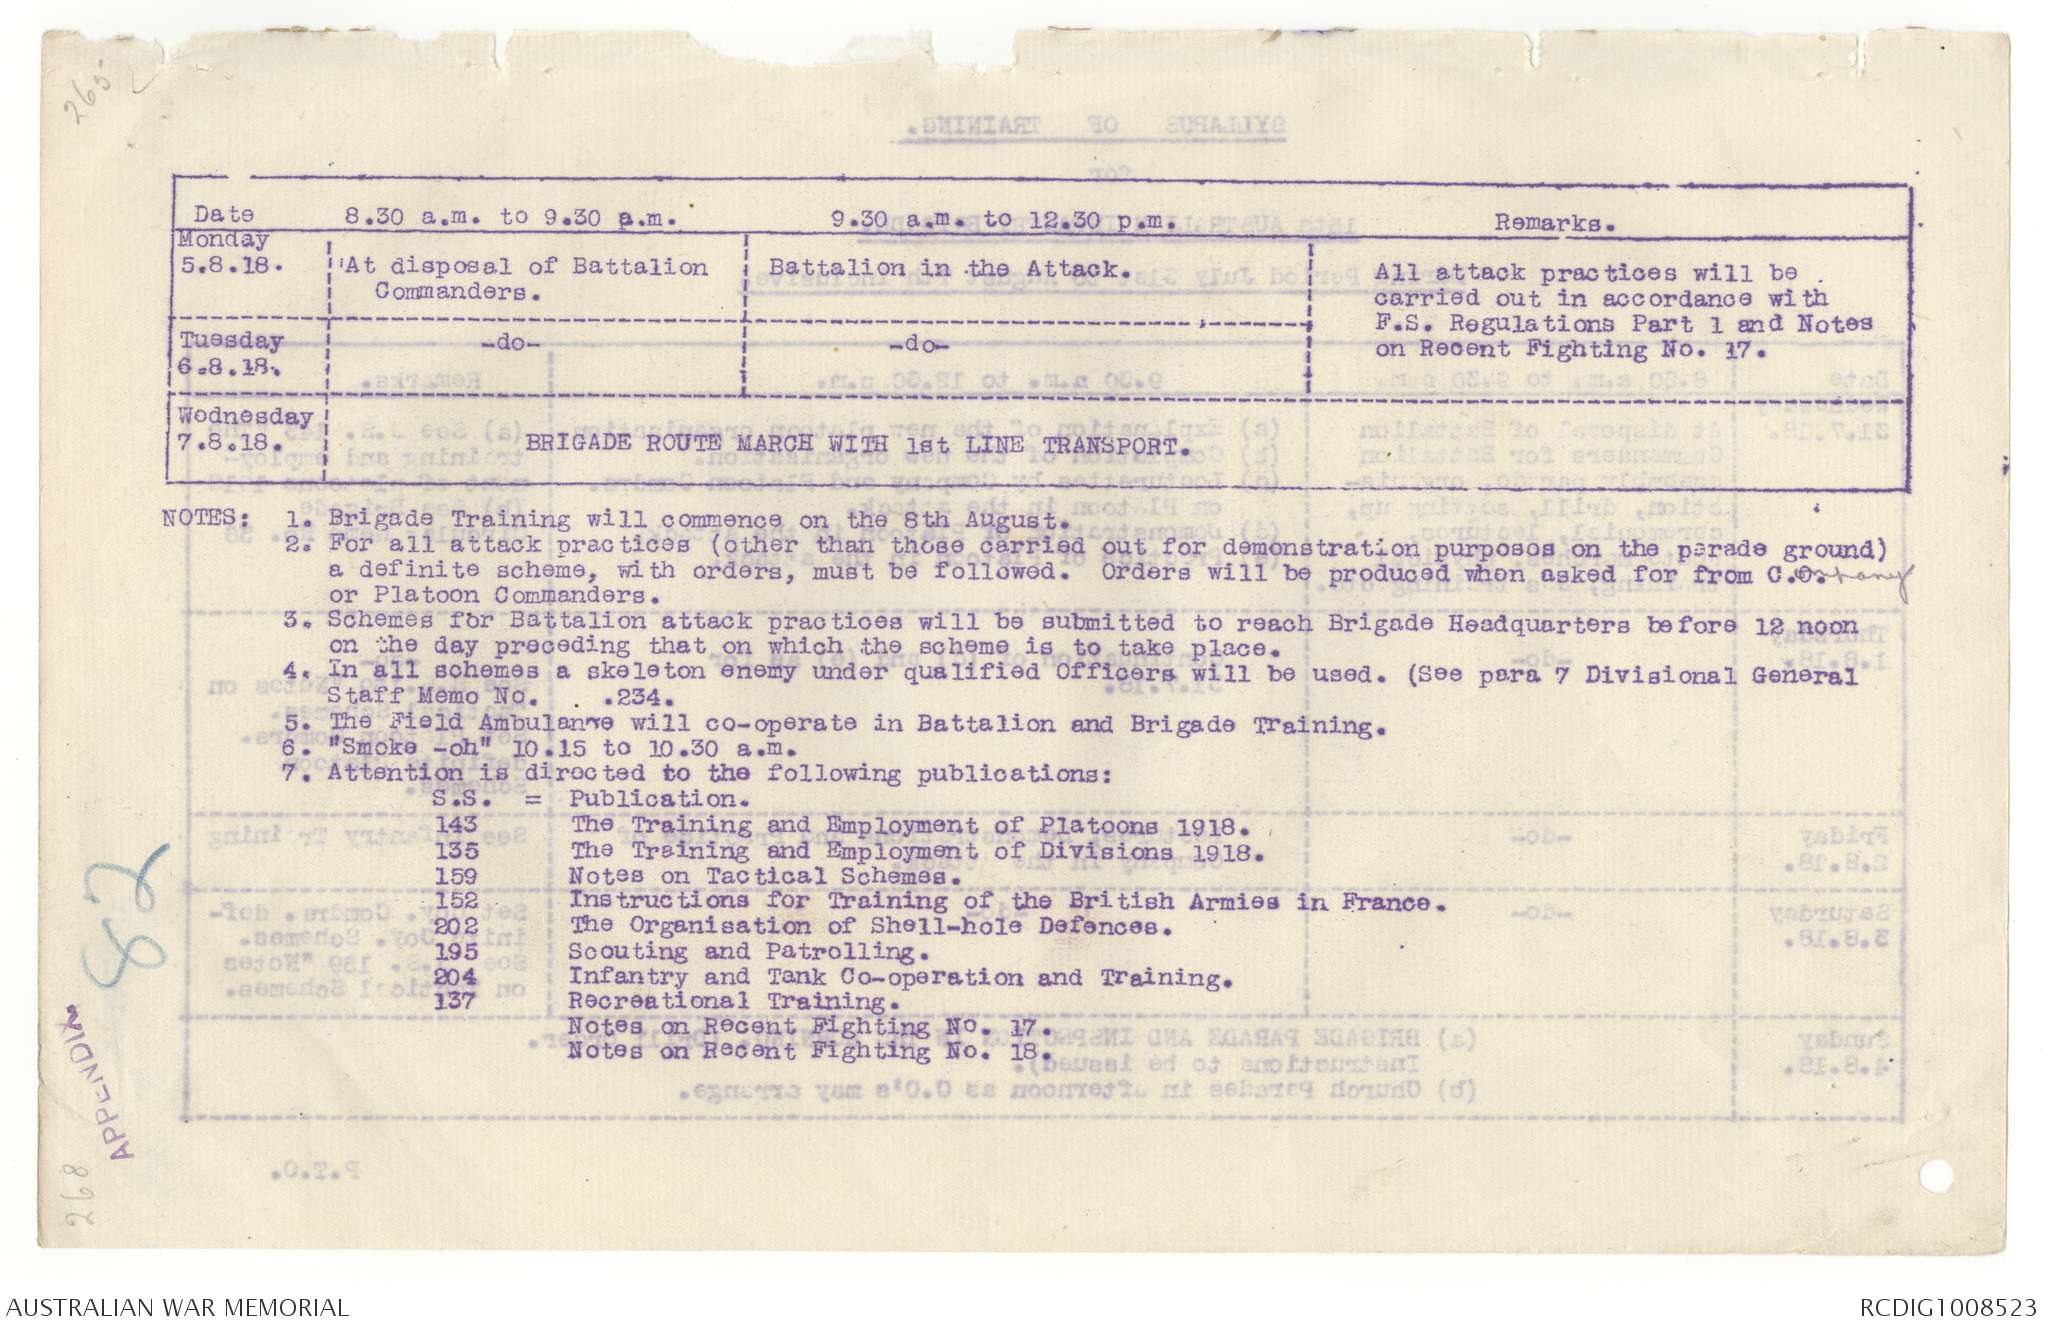 265
Date 8.30 a.m. to 9.30 a.m. 9.30 a.m. to 12.30 p.m. Remarks.
Monday
5.8.18. At disposal of Battalion Battalion in the Attack. All attack practices will be
Commanders. carried out in accordance with
F.S. Regulations Part 1 and Notes
Tuesday -do- -do- on Recent Fighting No. 17.
6.8.18.
Wednesday
7.8.18. BRIGADE ROUTE MARCH WITH 1st LINE TRANSPORT.
NOTES: 1. Brigade Training will commence on the 8th August.
2. For all attack practices (other than those carried out for demonstration purposes on the parade ground)
a definite scheme, with orders, must be followed. Orders will be produced when asked for from Company
or Platoon Commanders.
3. Schemes for Battalion attack practices will be submitted to reach Brigade Headquarters before 12 noon
on the day preceding that on which the scheme is to take place.
4. In all schemes a skeleton enemy under qualified Officers will be used. (See para 7 Divisional General
Staff Memo No. .234.
5. The Field Ambulance will co-operate in Battalion and Brigade Training.
6. "Smoke -oh" 10.15 to 10.30 a.m.
7. Attention is directed to the following publications:
S.S. = Publication.
143 The Training and Employment of Platoons 1918.
135 The Training and Employment of Divisions 1918.
159 Notes on Tactical Schemes.
152 Instructions for Training of the British Armies in France.
202 The Organisation of Shell-hole Defences.
195 Scouting and Patrolling.
204 Infantry and Tank Co-operation and Training.
137 Recreational Training.
Notes on Recent Fighting No. 17.
Notes on Recent Fighting No. 18.
APPENDIX
82
268
AUSTRALIAN WAR MEMORIAL RCDIG1008523